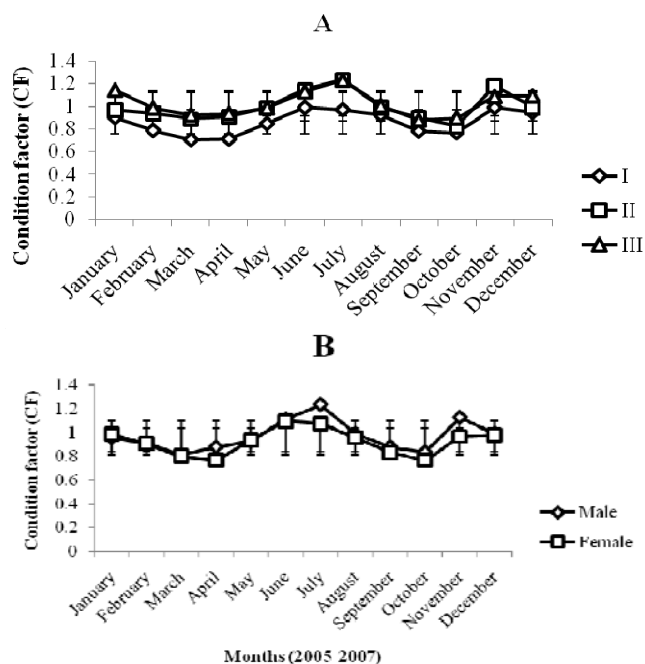 A
Condition factor (CF)
1.4
1.2
1
0.8
0.6
0.4
0.2
0
January
February
March
April
May
June
July
August
September
October
November
December
I
II
III
B
Condition factor (CF)
1.4
1.2
1
0.8
0.6
0.4
0.2
0
January
February
March
April
May
June
July
August
September
October
November
December
Male
Female
Months (2005 2007)